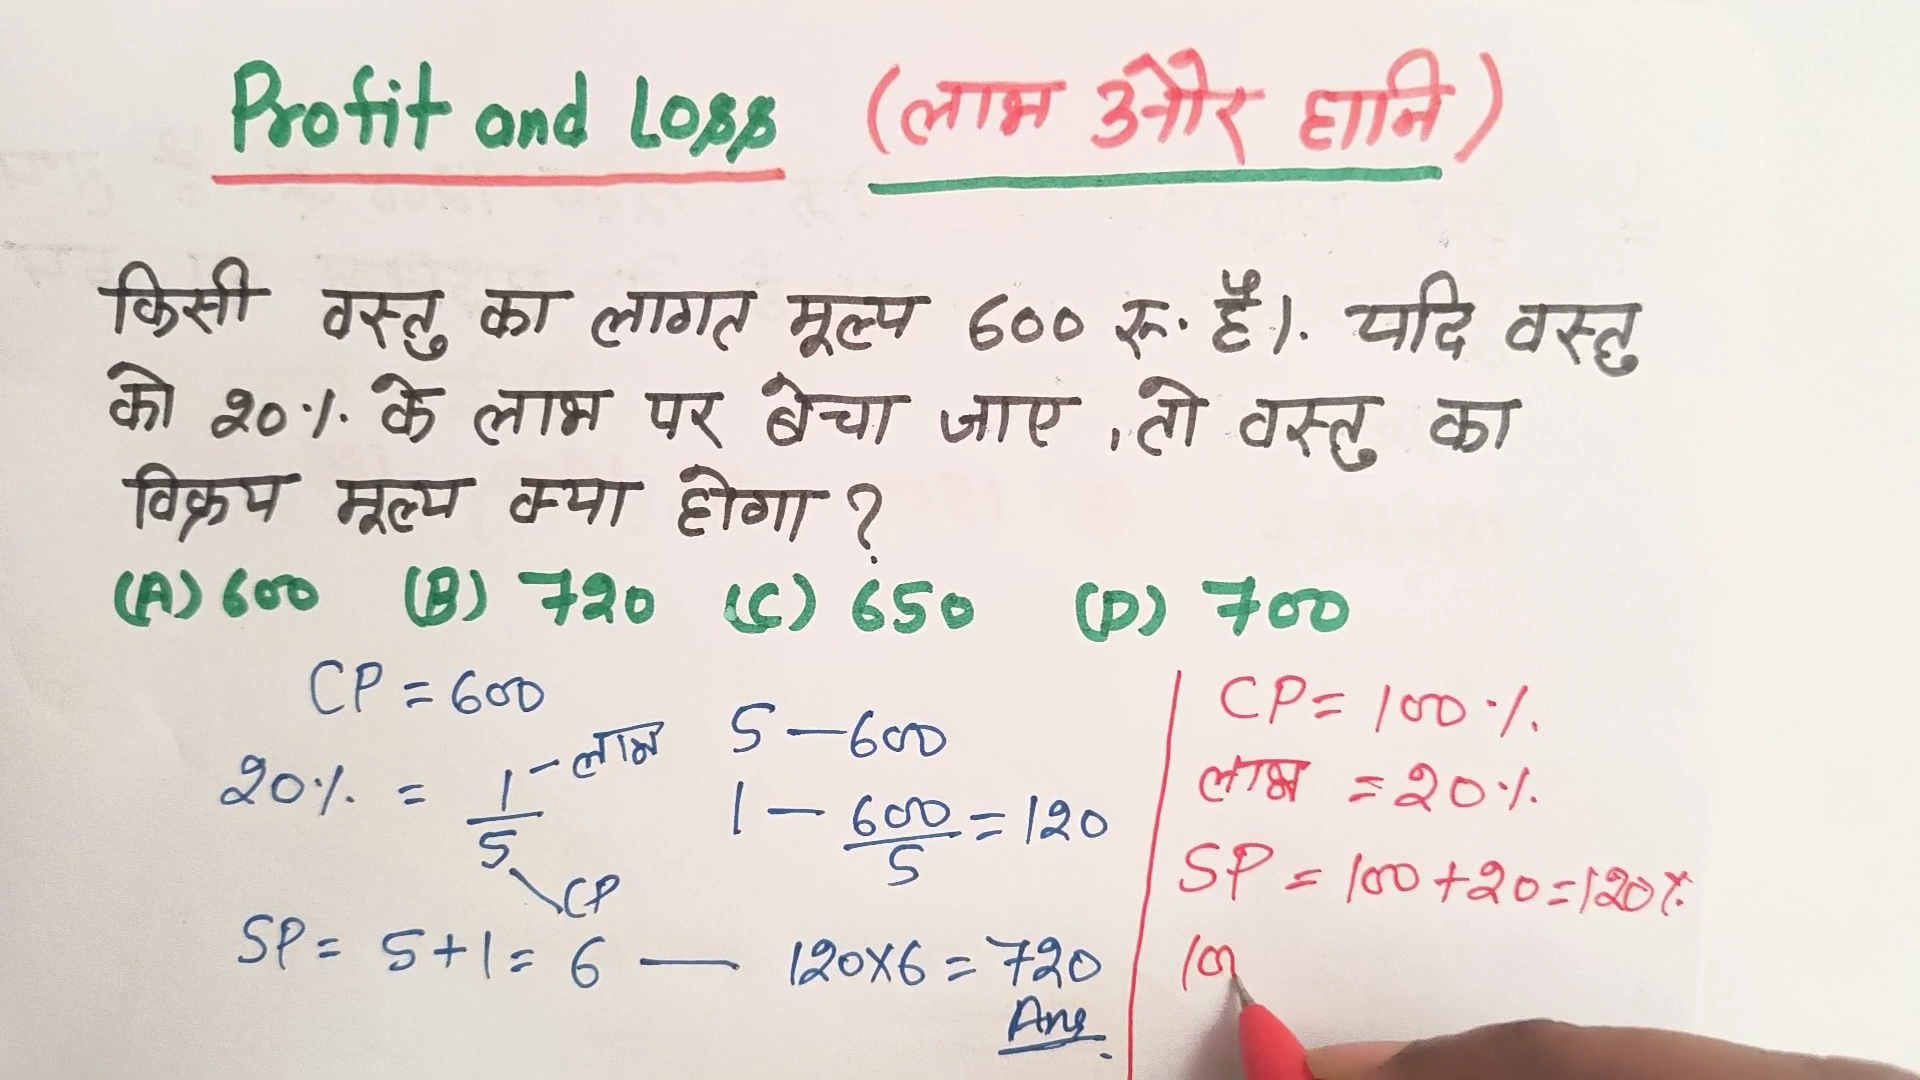 Profit and Loss (लाभ और हानि)
किसी वस्तु का लागत मूल्य 600 रू. है।. यदि वस्तु
को 20%. के लाभ पर बेचा जाए, तो वस्तु का
विक्रय मूल्य क्या होगा?
(A) 600 (B) 720 (C) 650 (D) 700
CP = 600
20% = 1/5 - लाभ
CP
5 — 600
1 — 600/5 = 120
SP = 5+1 = 6 — 120×6 = 720
Ans.
CP = 100%.
लाभ = 20%.
SP = 100+20=120%.
100